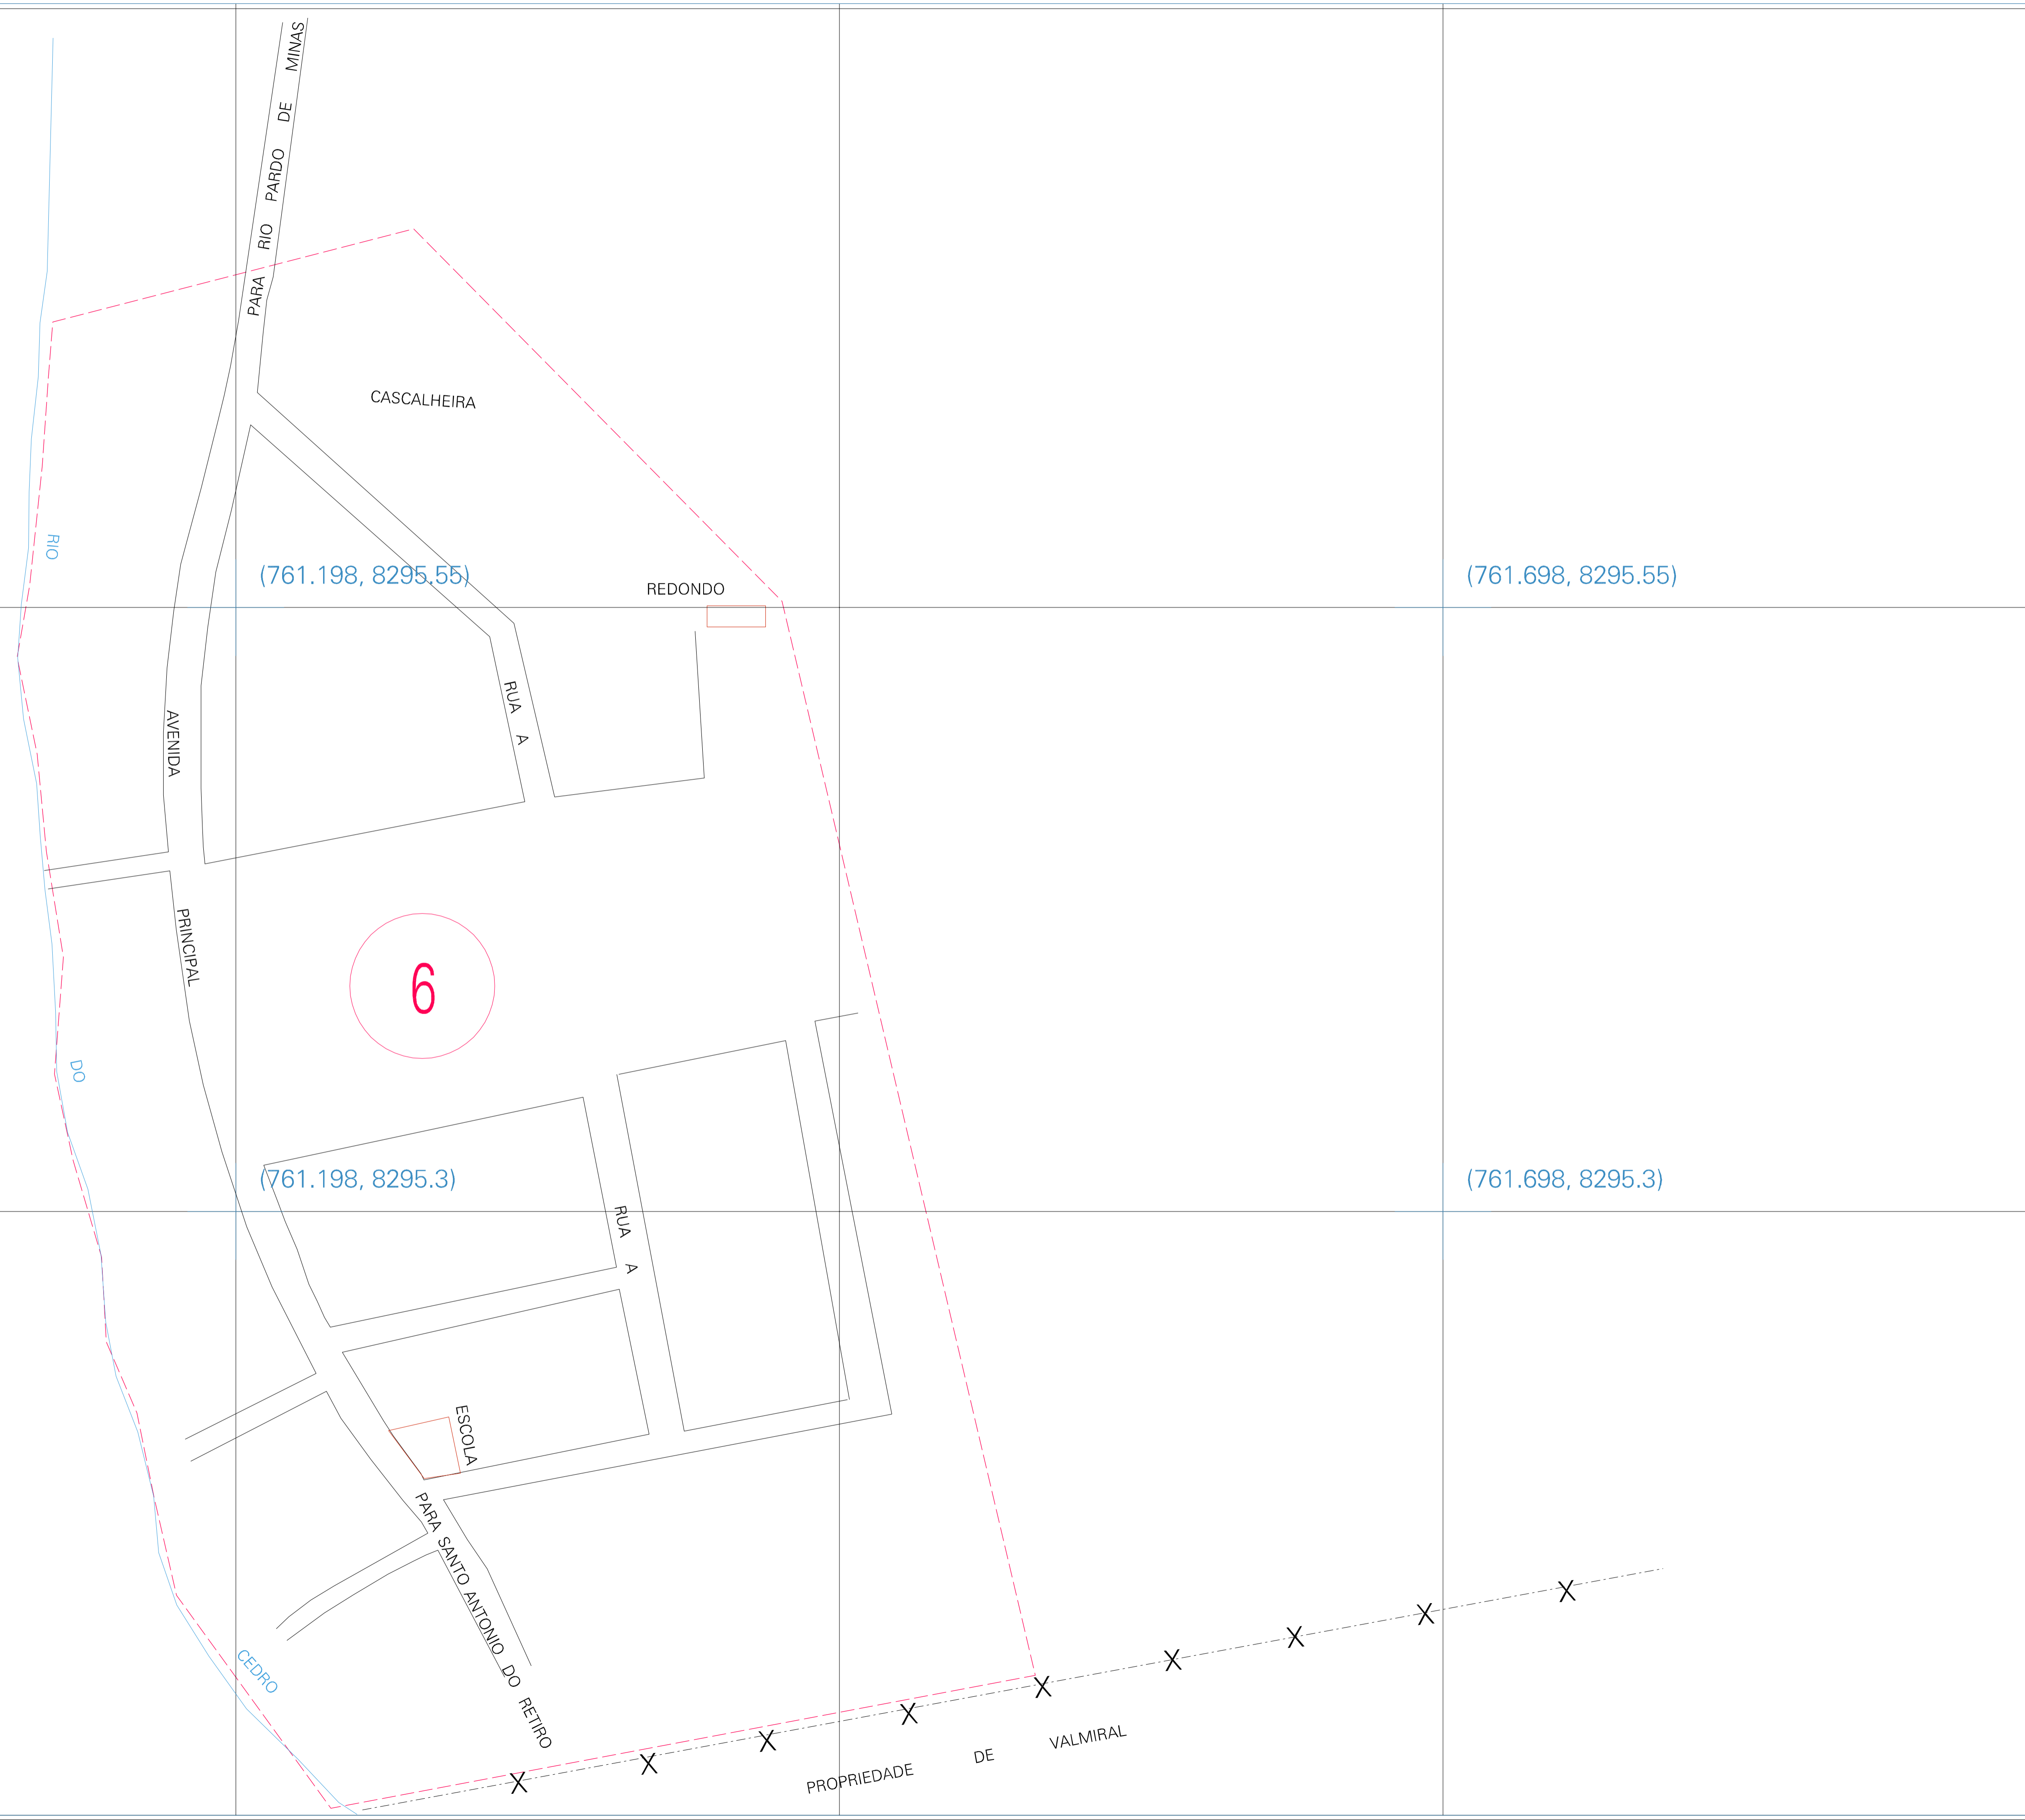 PARA RIO PARDO DE MINAS
CASCALHEIRA
RIO DO CEDRO
(761.198, 8295.55)
REDONDO
(761.698, 8295.55)
RUA A
AVENIDA PRINCIPAL
6
(761.198, 8295.3)
(761.698, 8295.3)
RUA A
ESCOLA
PARA SANTO ANTONIO DO RETIRO
X X X X X X X X X
PROPRIEDADE DE VALMIRAL